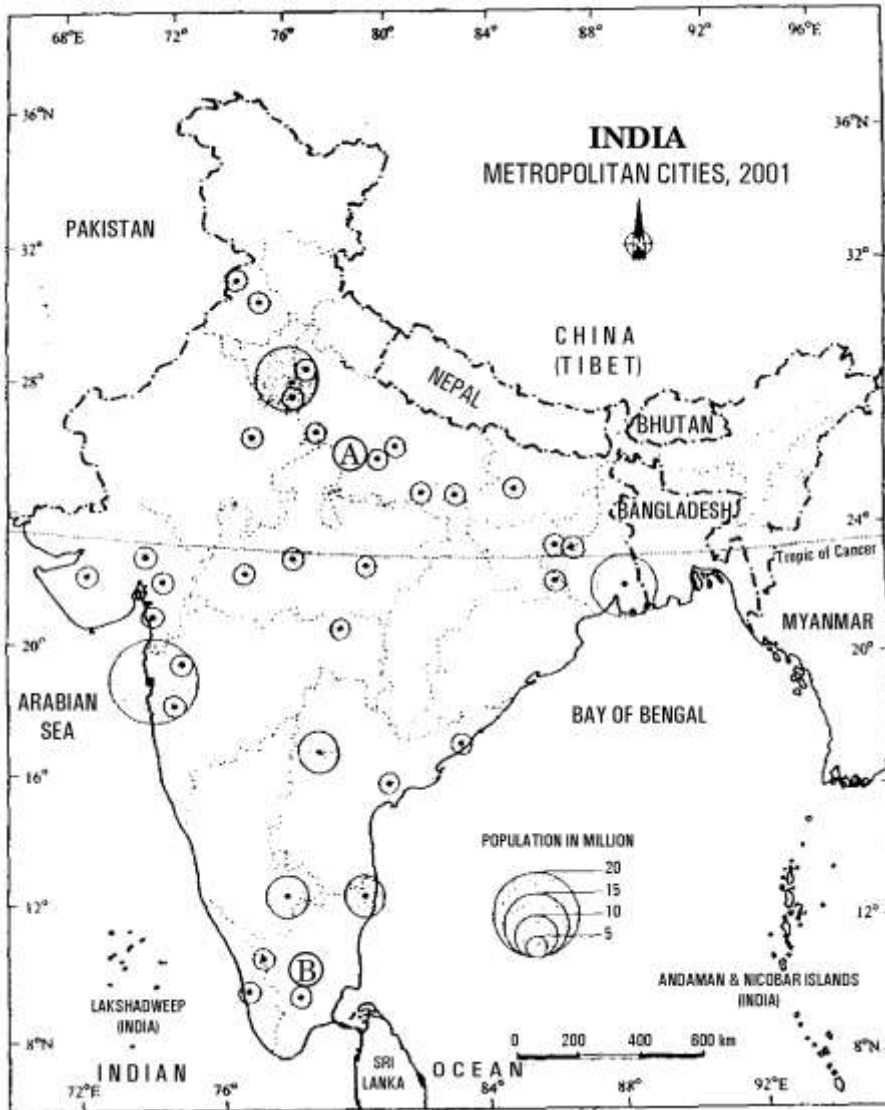 68°E 72° 76° 80° 84° 88° 92° 96°E
36°N 36°N
INDIA
METROPOLITAN CITIES, 2001
N
PAKISTAN
32° 32°
CHINA
(TIBET)
28°
NEPAL
BHUTAN
A
BANGLADESH
24°
Tropic of Cancer
MYANMAR
20° 20°
ARABIAN
SEA
BAY OF BENGAL
16° 16°
POPULATION IN MILLION
20
15
10
5
12° 12°
B
ANDAMAN & NICOBAR ISLANDS
(INDIA)
LAKSHADWEEP
(INDIA)
0 200 400 600 km
8°N 8°N
INDIAN OCEAN
SRI
LANKA
72°E 76° 84° 88° 92°E